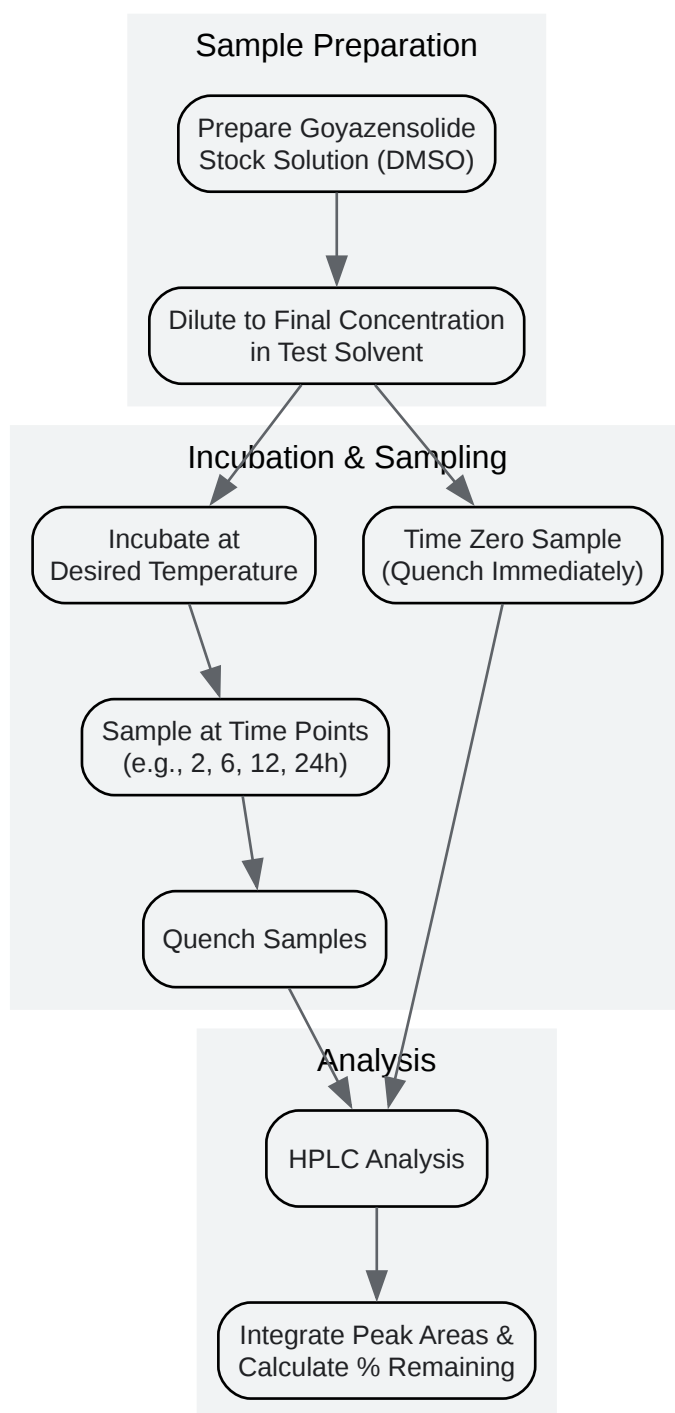 Sample Preparation
Prepare Goyazensolide
Stock Solution (DMSO)
Dilute to Final Concentration
in Test Solvent
Incubation & Sampling
Incubate at
Desired Temperature
Time Zero Sample
(Quench Immediately)
Sample at Time Points
(e.g., 2, 6, 12, 24h)
Quench Samples
Analysis
HPLC Analysis
Integrate Peak Areas &
Calculate % Remaining